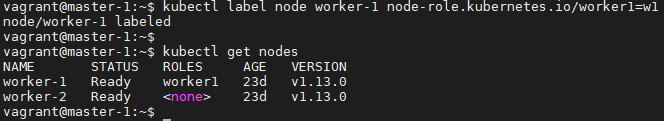 vagrant@master-1:~$ kubectl label node worker-1 node-role.kubernetes.io/worker1=w1
node/worker-1 labeled
vagrant@master-1:~$
vagrant@master-1:~$ kubectl get nodes
NAME       STATUS   ROLES     AGE   VERSION
worker-1   Ready    worker1   23d   v1.13.0
worker-2   Ready    <none>    23d   v1.13.0
vagrant@master-1:~$